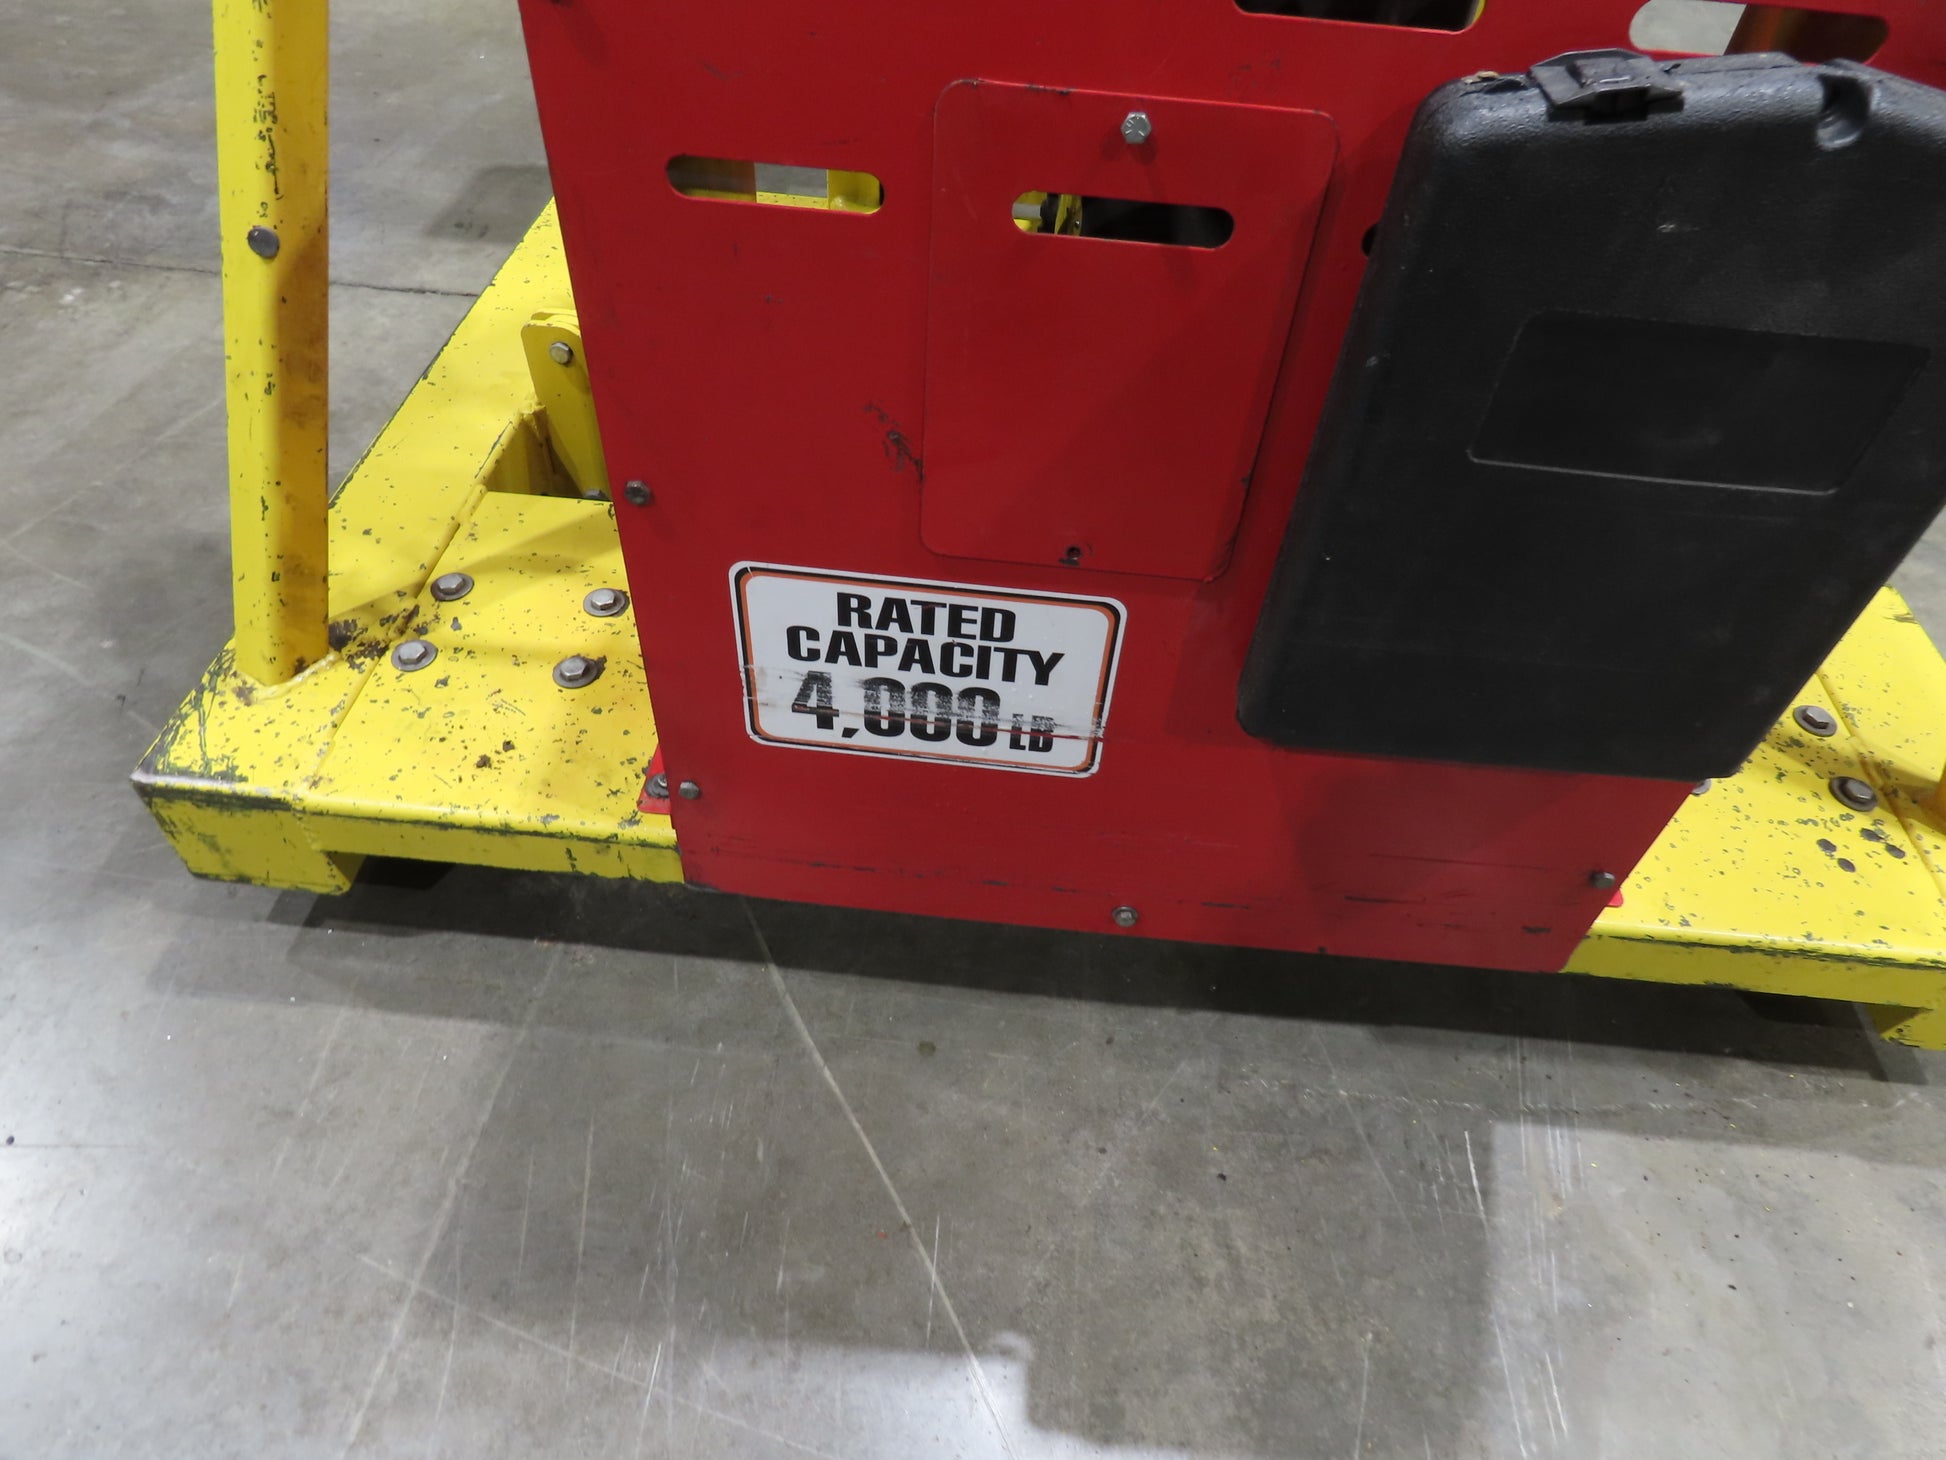 RATED
CAPACITY
4,000 LB